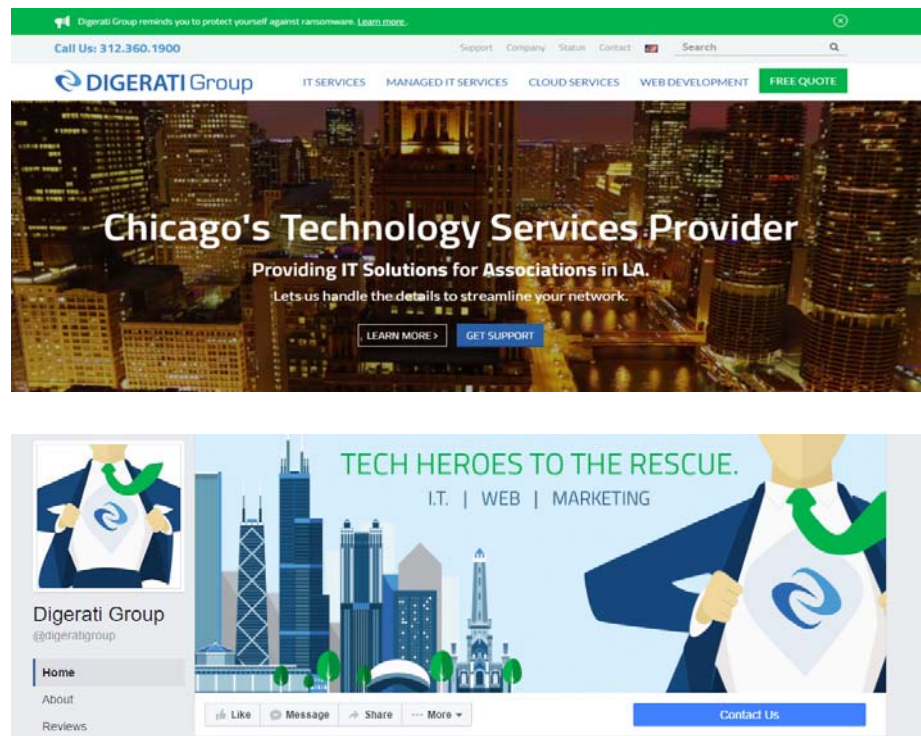 Digerati Group reminds you to protect yourself against ransomware. Learn more .
Call Us: 312.360.1900 Support Company Status Contact Search
DIGERATI Group IT SERVICES MANAGED IT SERVICES CLOUD SERVICES WEB DEVELOPMENT FREE QUOTE
Chicago's Technology Services Provider
Providing IT Solutions for Associations in LA.
Lets us handle the details to streamline your network.
LEARN MORE > GET SUPPORT
TECH HEROES TO THE RESCUE.
I.T. | WEB | MARKETING
Digerati Group
@digeratigroup
Home
About
Reviews
Like Message Share ··· More Contact Us